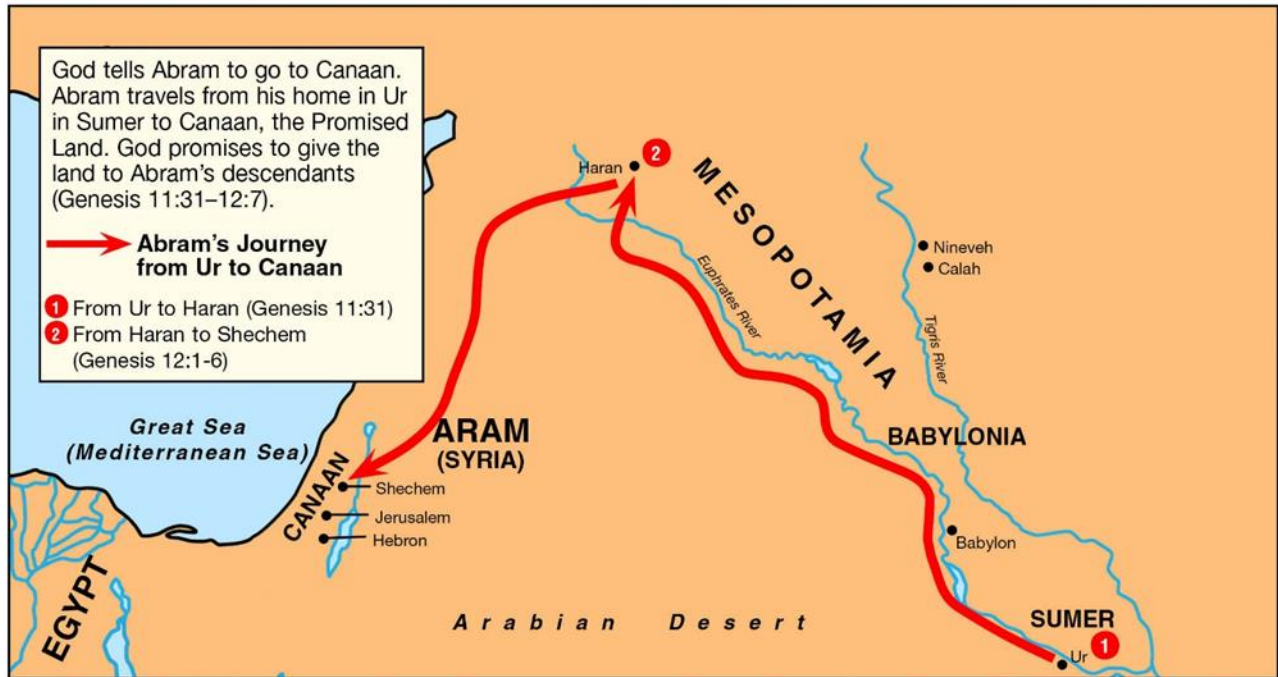 God tells Abram to go to Canaan.
Abram travels from his home in Ur
in Sumer to Canaan, the Promised
Land. God promises to give the
land to Abram's descendants
(Genesis 11:31–12:7).
Abram's Journey
from Ur to Canaan
1 From Ur to Haran (Genesis 11:31)
2 From Haran to Shechem
(Genesis 12:1-6)
Haran
2
MESOPOTAMIA
Nineveh
Calah
Euphrates River
Tigris River
Great Sea
(Mediterranean Sea)
ARAM
(SYRIA)
BABYLONIA
CANAAN
Shechem
Jerusalem
Hebron
Babylon
EGYPT
Arabian Desert
SUMER
1
Ur